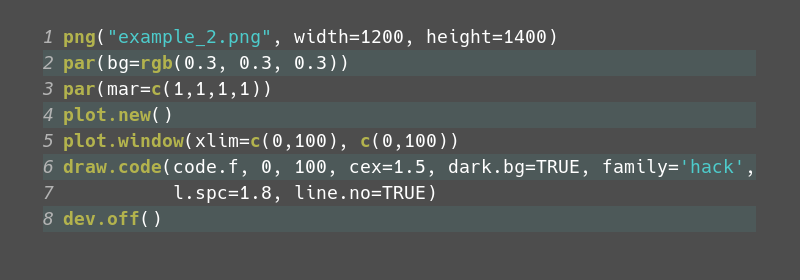 1 png("example_2.png", width=1200, height=1400)
2 par(bg=rgb(0.3, 0.3, 0.3))
3 par(mar=c(1,1,1,1))
4 plot.new()
5 plot.window(xlim=c(0,100), c(0,100))
6 draw.code(code.f, 0, 100, cex=1.5, dark.bg=TRUE, family='hack',
7           l.spc=1.8, line.no=TRUE)
8 dev.off()